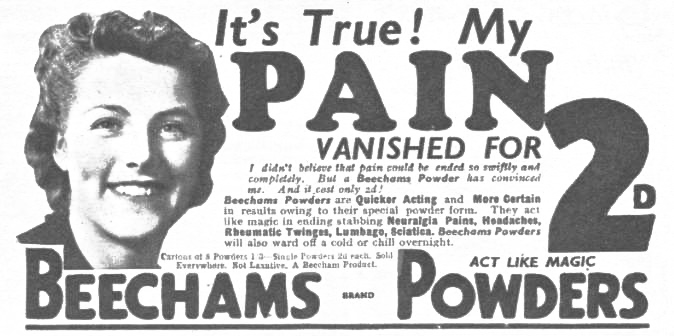 It's True! My
PAIN
VANISHED FOR
2D
I didn't believe that pain could be ended so swiftly and
completely. But a Beechams Powder has convinced
me. And it cost only 2d!
Beechams Powders are Quicker Acting and More Certain
in results owing to their special powder form. They act
like magic in ending stabbing Neuralgia Pains, Headaches,
Rheumatic Twinges, Lumbago, Sciatica. Beechams Powders
will also ward off a cold or chill overnight.
Cartons of 8 Powders 1/3—Single Powders 2d each. Sold
Everywhere. Not Laxative. A Beecham Product.
ACT LIKE MAGIC
BEECHAMS BRAND POWDERS